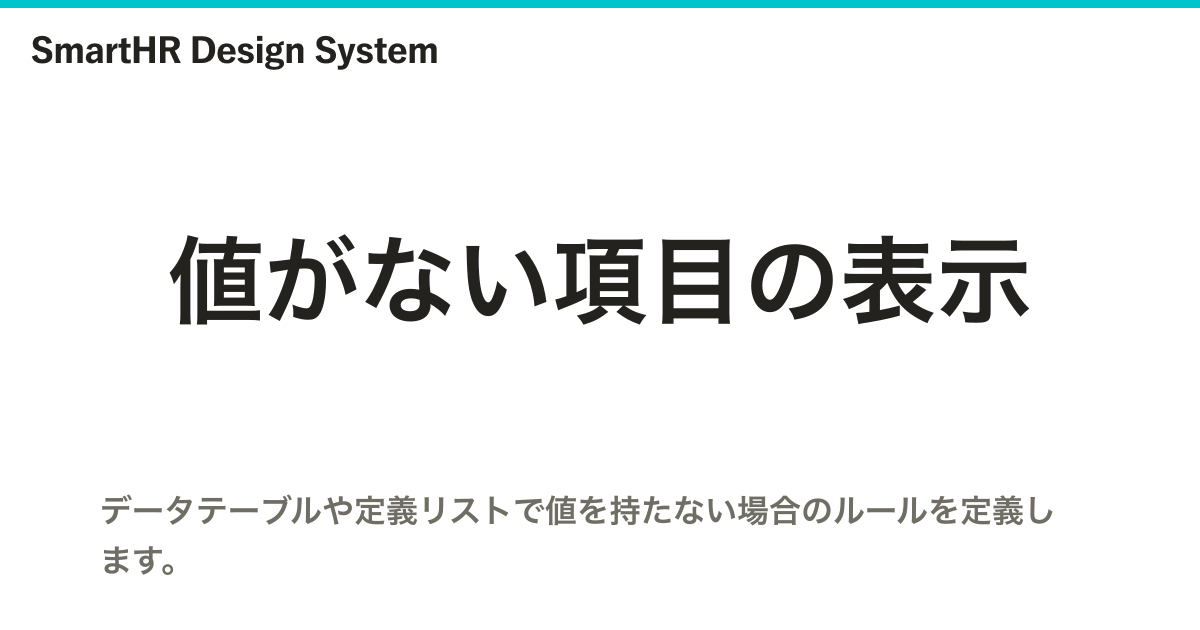 SmartHR Design System
値がない項目の表示
データテーブルや定義リストで値を持たない場合のルールを定義し
ます。